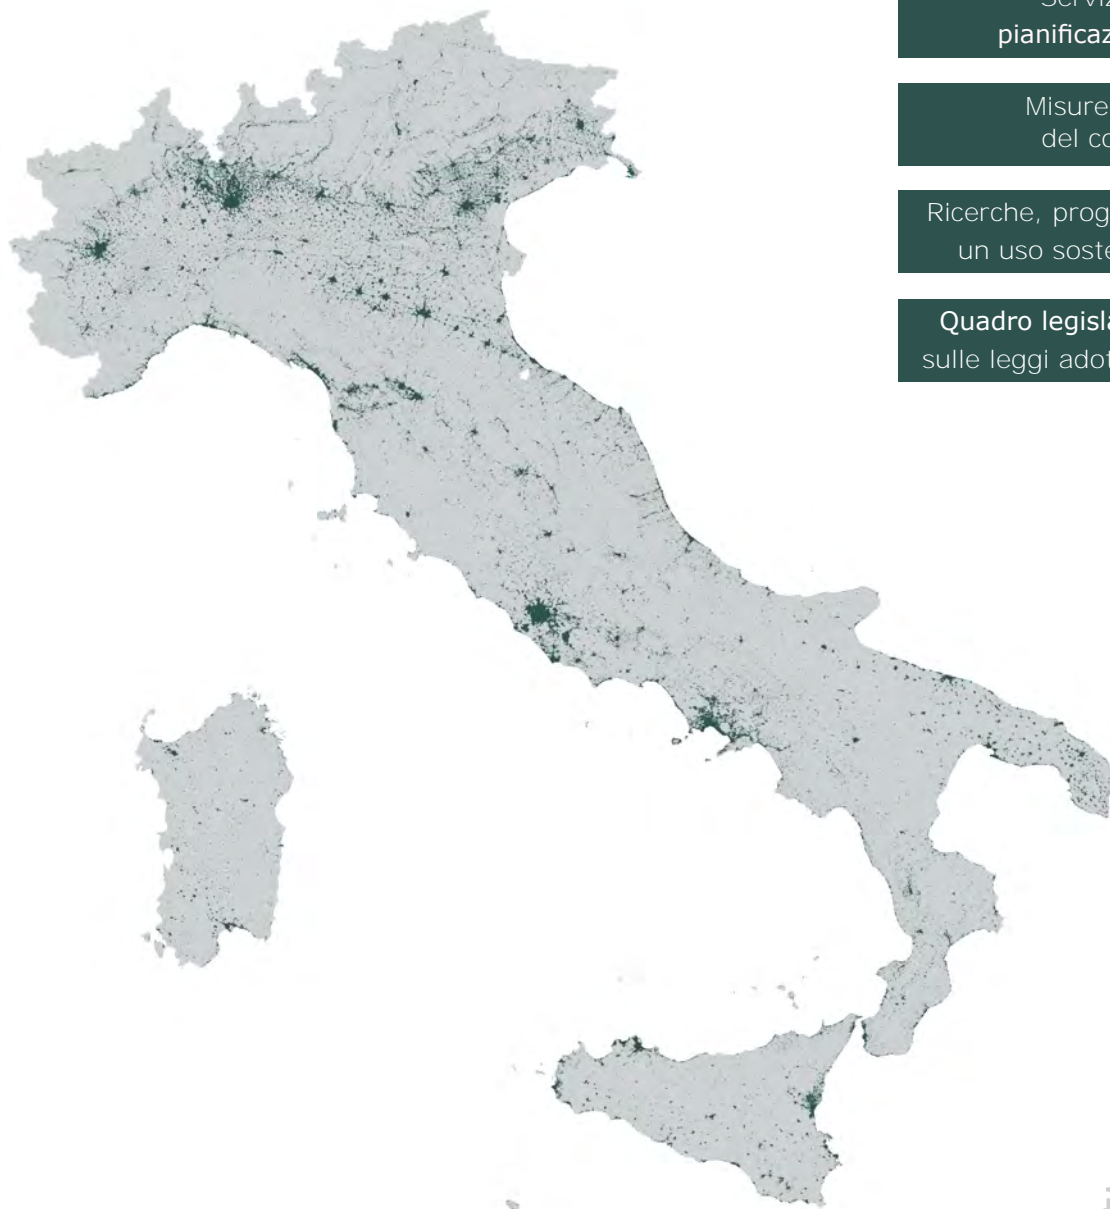 pianificaz
Misure
del co
Ricerche, prog
un uso soste
Quadro legisla
sulle leggi adot